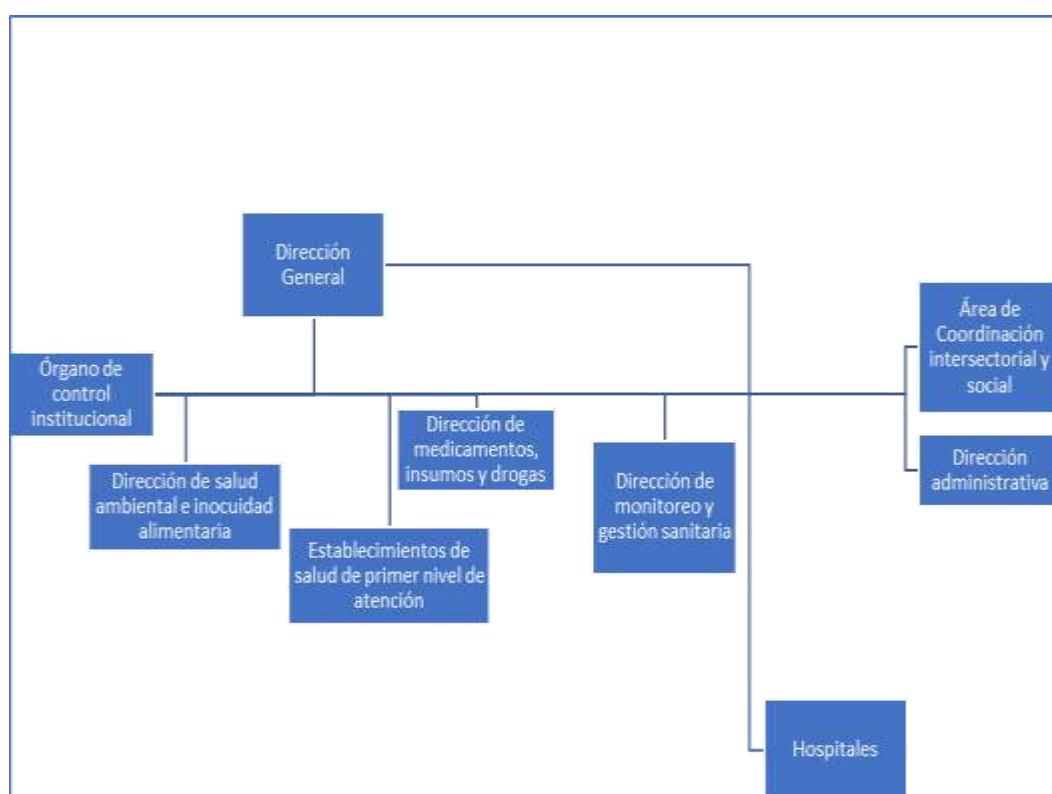 Dirección
General
Órgano de
control
institucional
Área de
Coordinación
intersectorial y
social
Dirección de
medicamentos,
insumos y drogas
Dirección de salud
ambiental e inocuidad
alimentaria
Dirección de
monitoreo y
gestión sanitaria
Dirección
administrativa
Establecimientos de
salud de primer nivel de
atención
Hospitales